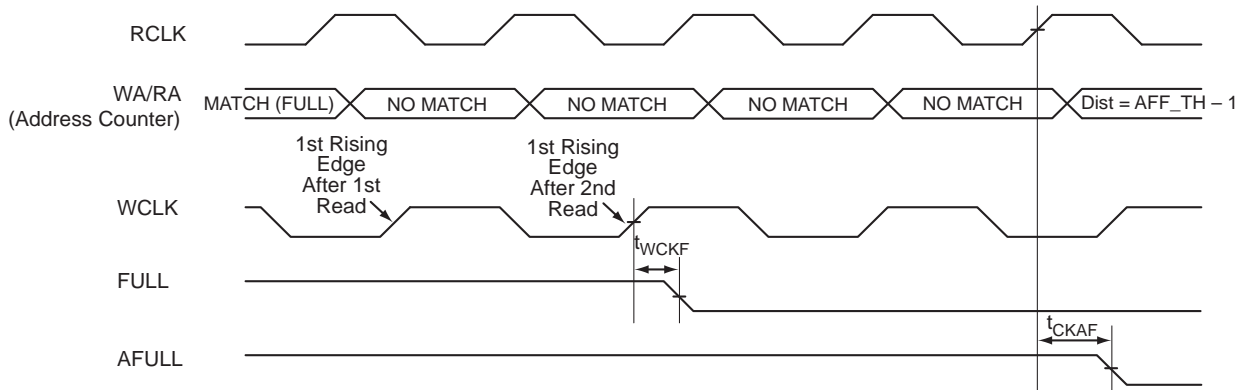 RCLK
WA/RA
(Address Counter)
MATCH (FULL)
NO MATCH
NO MATCH
NO MATCH
NO MATCH
Dist = AFF_TH – 1
1st Rising
Edge
After 1st
Read
1st Rising
Edge
After 2nd
Read
WCLK
tWCKF
FULL
tCKAF
AFULL